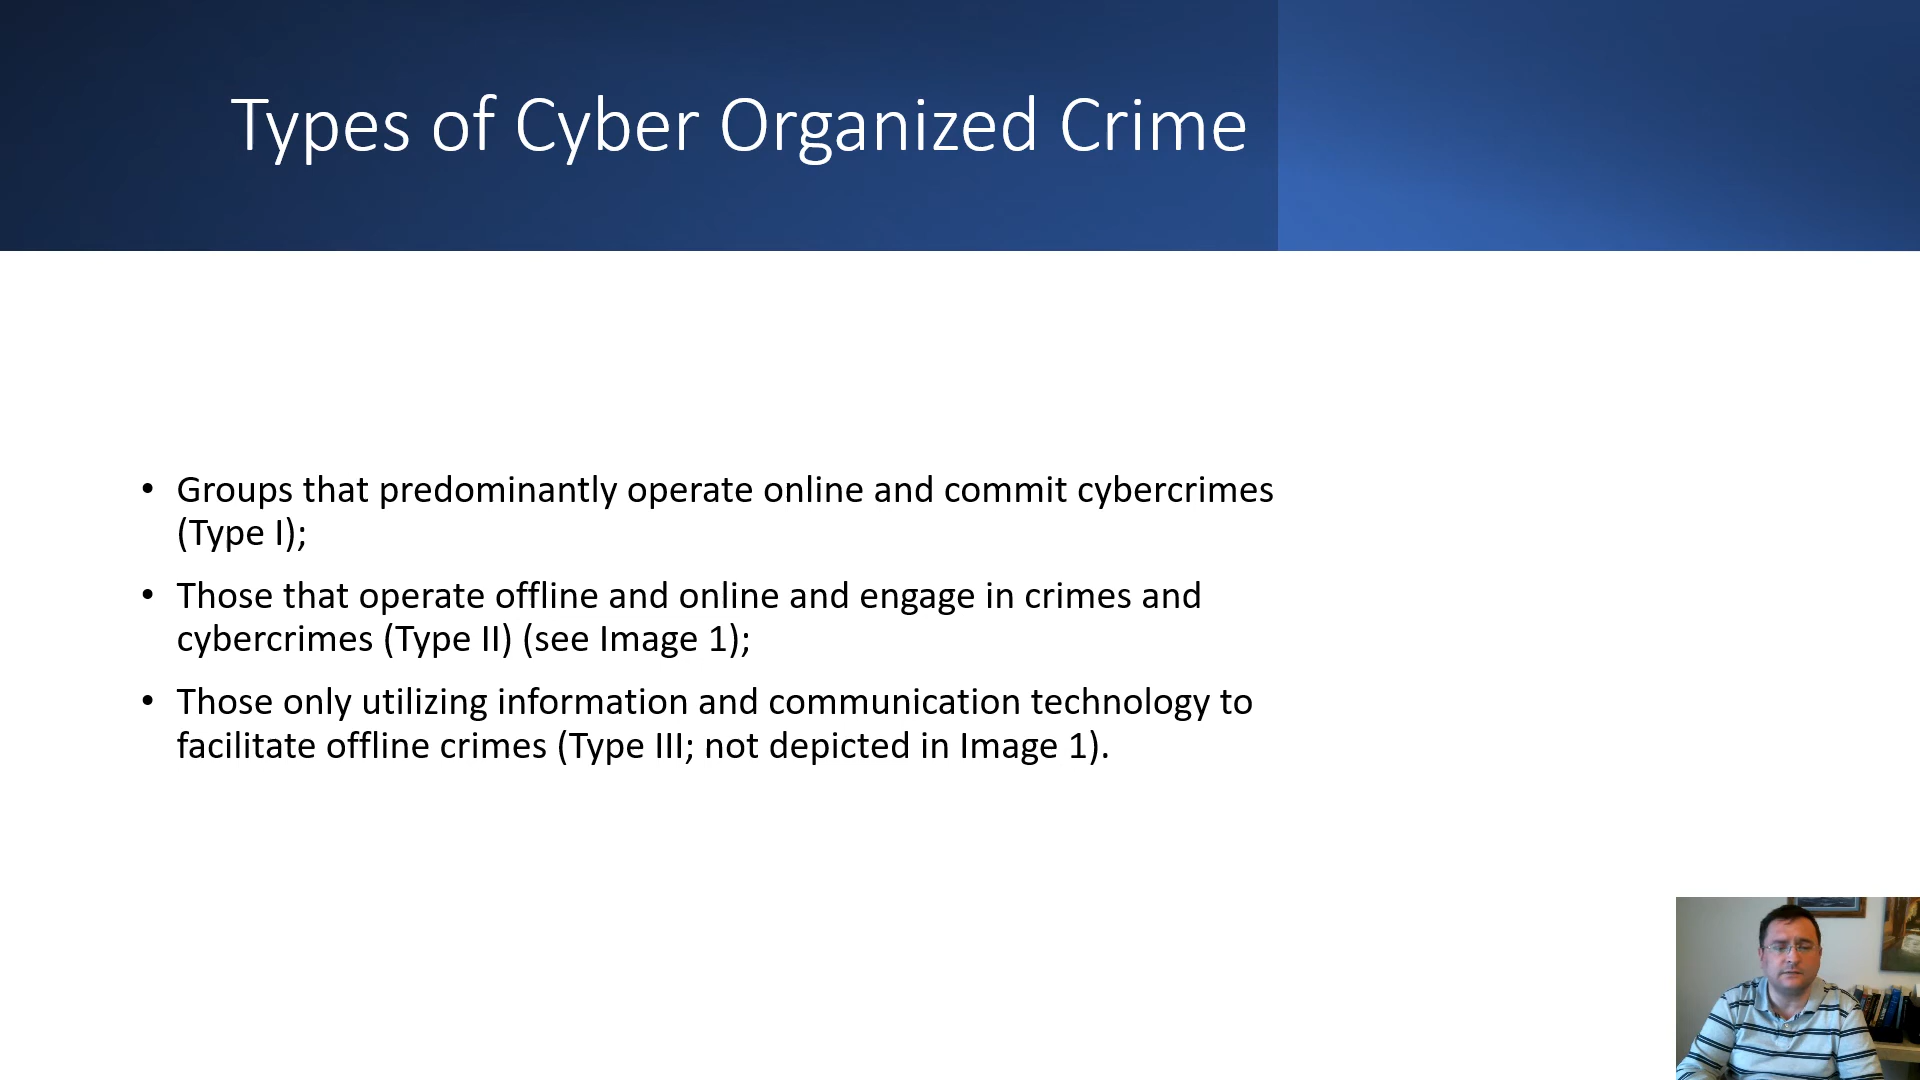 Types of Cyber Organized Crime
• Groups that predominantly operate online and commit cybercrimes
(Type I);
• Those that operate offline and online and engage in crimes and
cybercrimes (Type II) (see Image 1);
• Those only utilizing information and communication technology to
facilitate offline crimes (Type III; not depicted in Image 1).